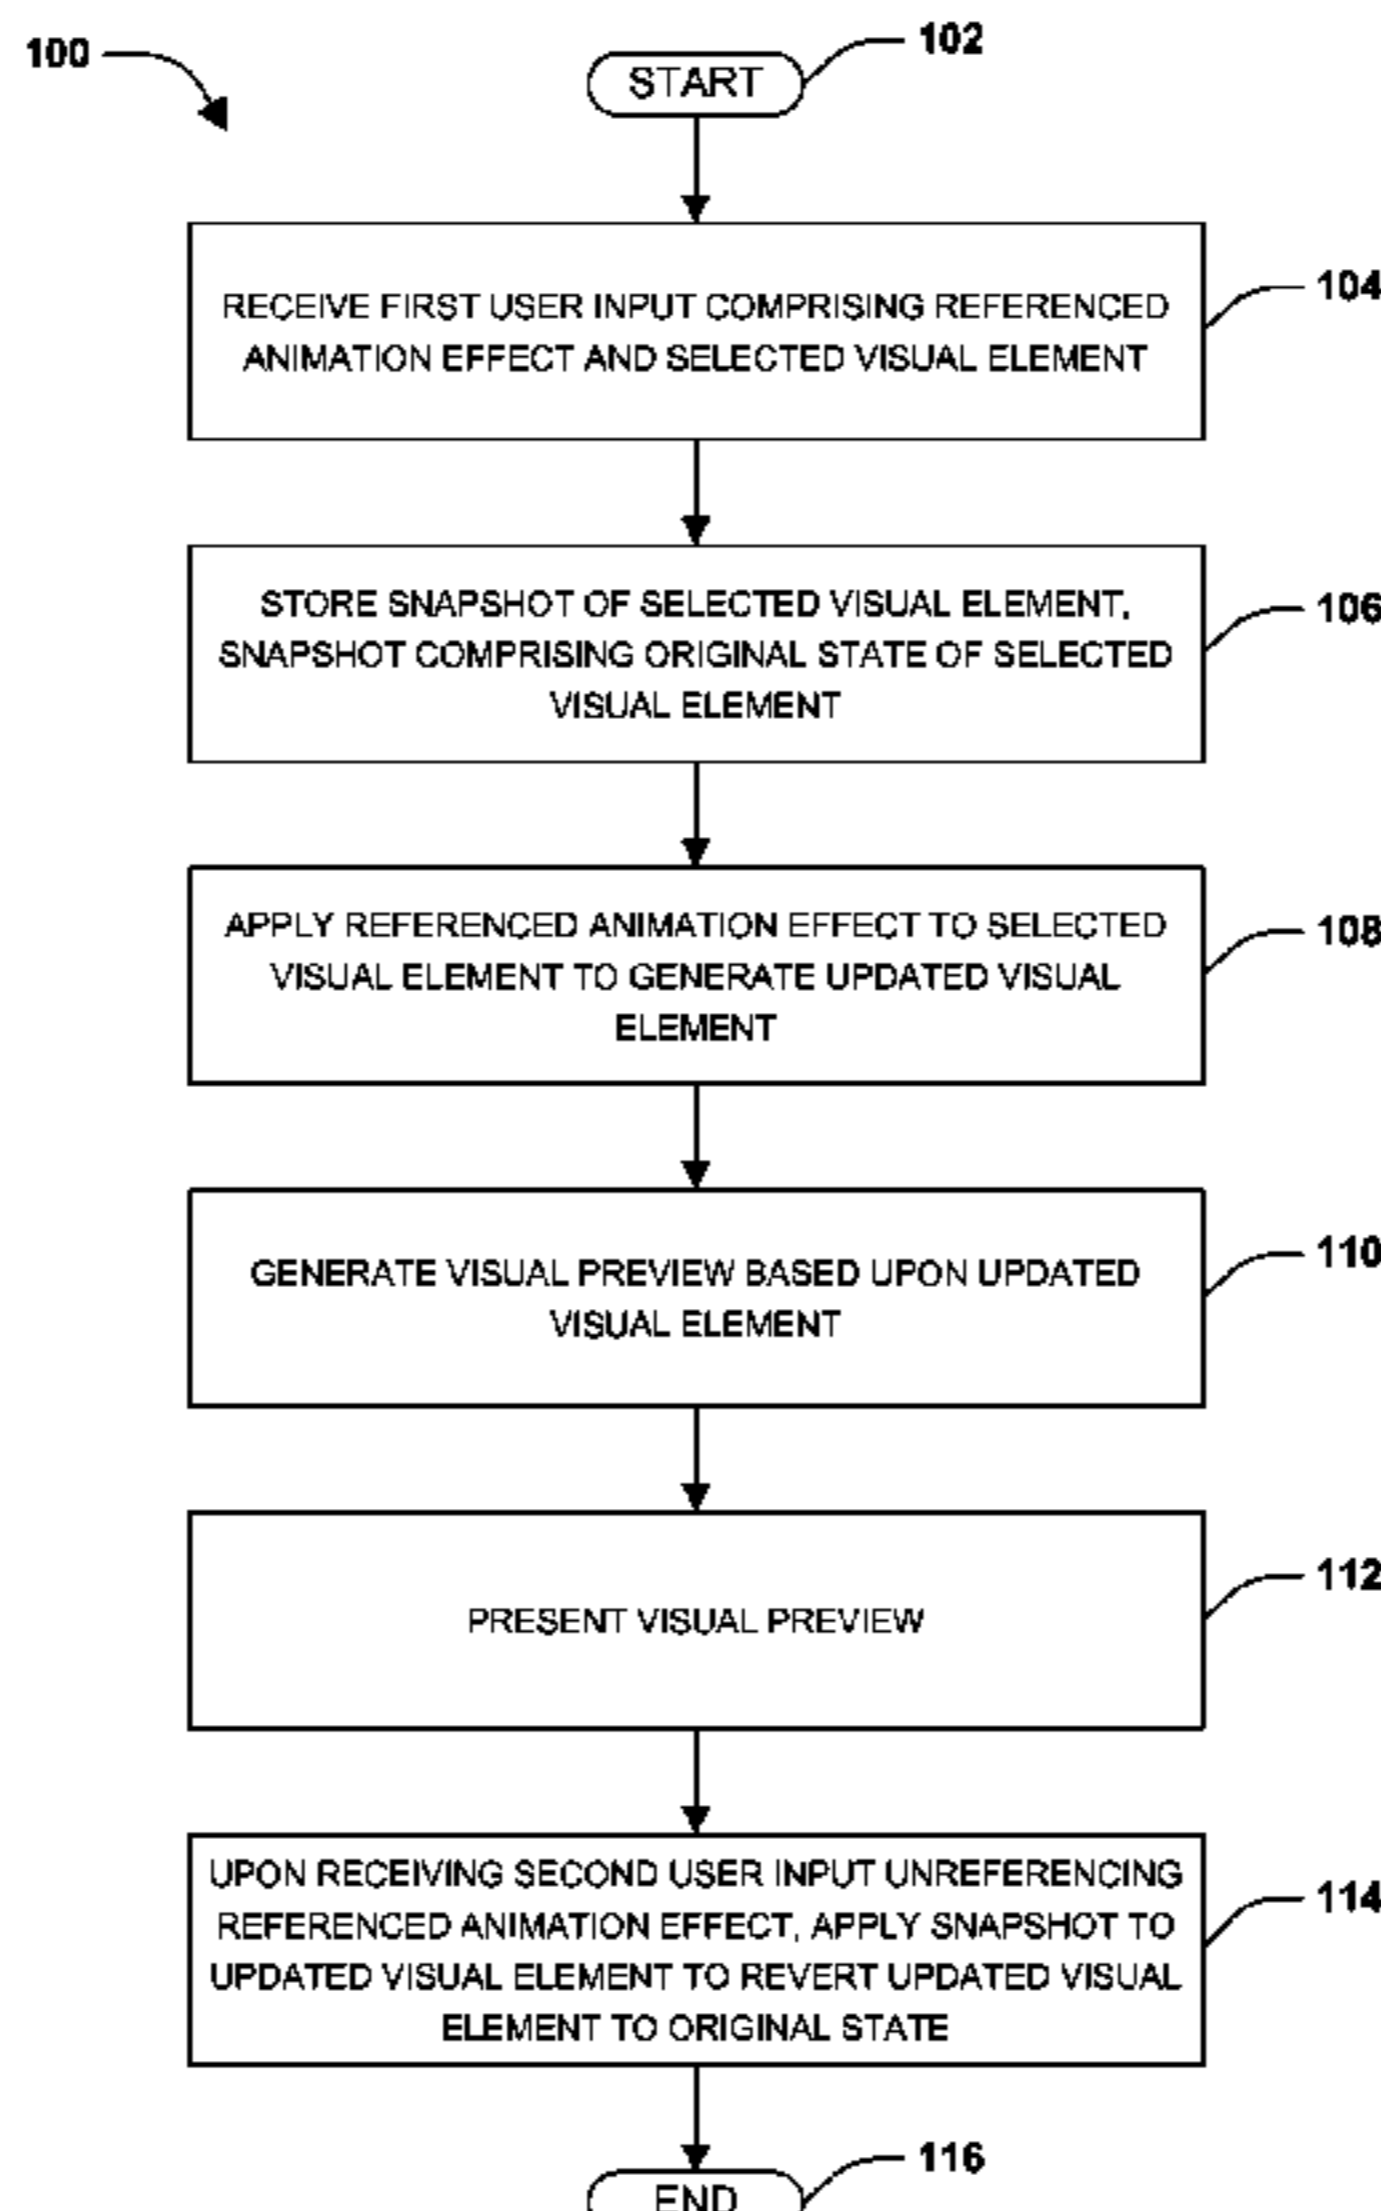 100
102
START
104
RECEIVE FIRST USER INPUT COMPRISING REFERENCED
ANIMATION EFFECT AND SELECTED VISUAL ELEMENT
106
STORE SNAPSHOT OF SELECTED VISUAL ELEMENT,
SNAPSHOT COMPRISING ORIGINAL STATE OF SELECTED
VISUAL ELEMENT
108
APPLY REFERENCED ANIMATION EFFECT TO SELECTED
VISUAL ELEMENT TO GENERATE UPDATED VISUAL
ELEMENT
110
GENERATE VISUAL PREVIEW BASED UPON UPDATED
VISUAL ELEMENT
112
PRESENT VISUAL PREVIEW
114
UPON RECEIVING SECOND USER INPUT UNREFERENCING
REFERENCED ANIMATION EFFECT, APPLY SNAPSHOT TO
UPDATED VISUAL ELEMENT TO REVERT UPDATED VISUAL
ELEMENT TO ORIGINAL STATE
116
END